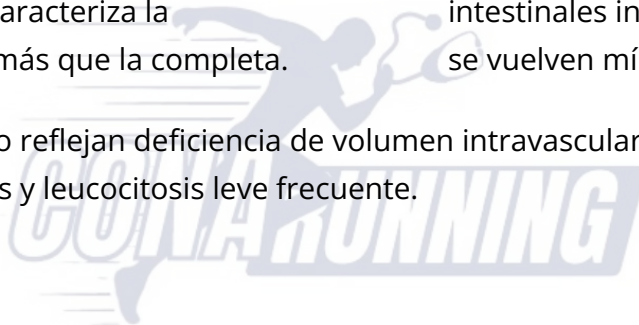 aracteriza la
más que la completa.
intestinales in
se vuelven mí
o reflejan deficiencia de volumen intravascular
s y leucocitosis leve frecuente.
CONARUNNING